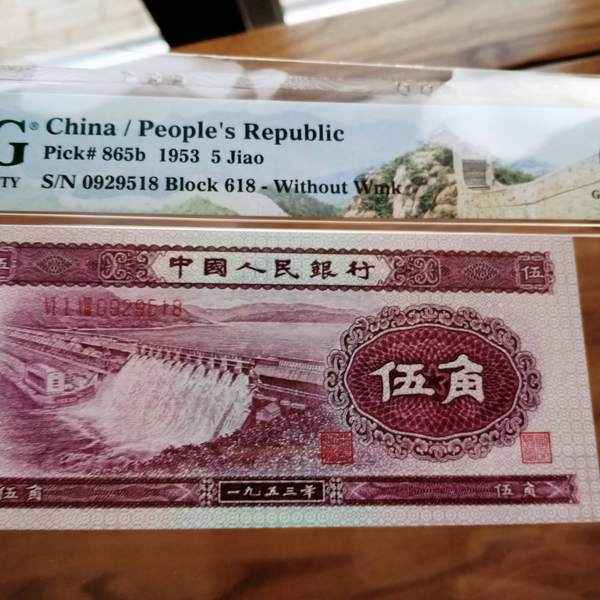 G® China / People's Republic
Pick# 865b 1953 5 Jiao
TY S/N 0929518 Block 618 - Without Wmk
G
伍 中國人民銀行 伍
0929518
伍角
伍角 一九五三年 伍角